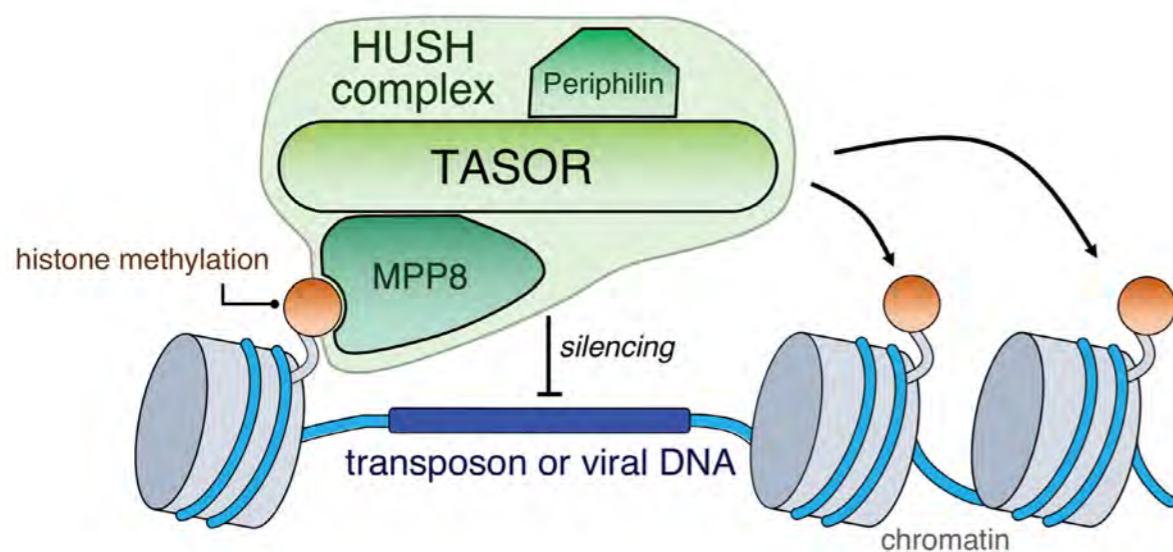 HUSH
complex
Periphilin
TASOR
histone methylation
MPP8
silencing
transposon or viral DNA
chromatin